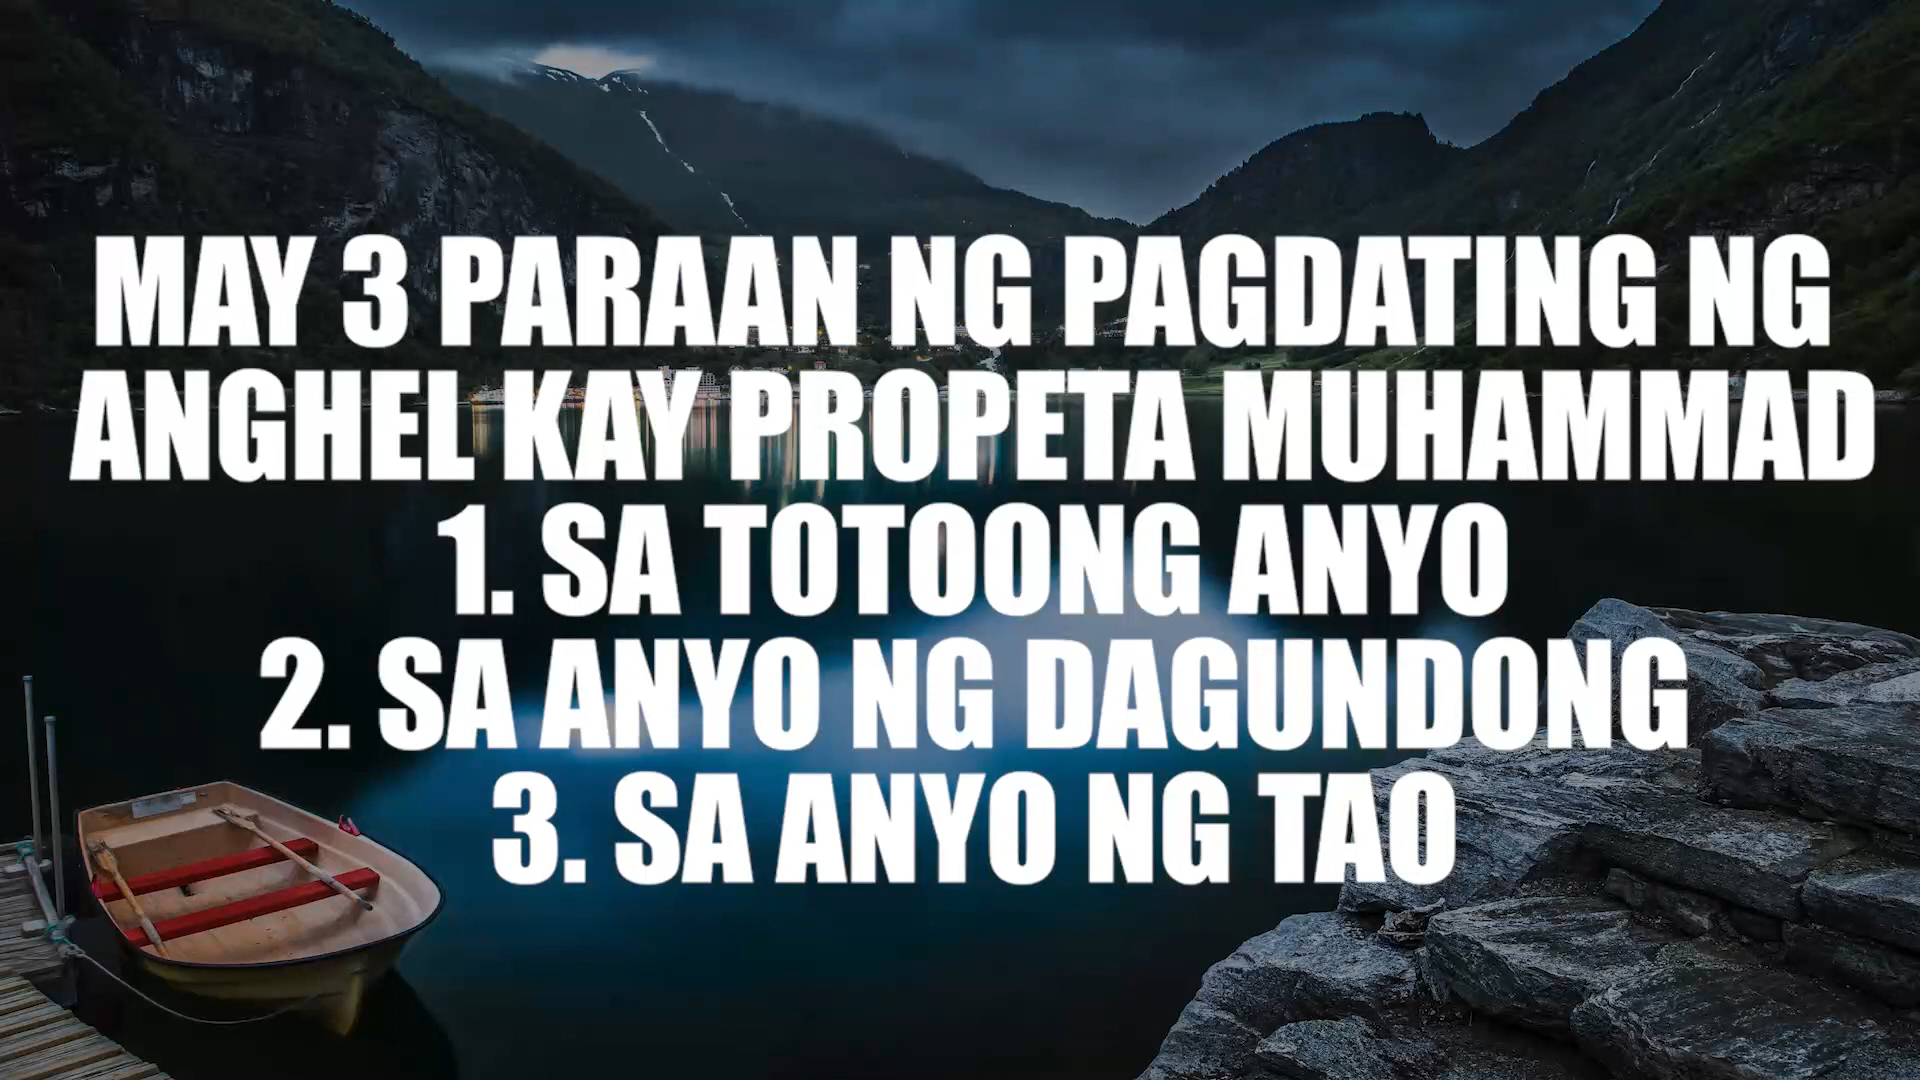 MAY 3 PARAAN NG PAGDATING NG
ANGHEL KAY PROPETA MUHAMMAD
1. SA TOTOONG ANYO
2. SA ANYO NG DAGUNDONG
3. SA ANYO NG TAO